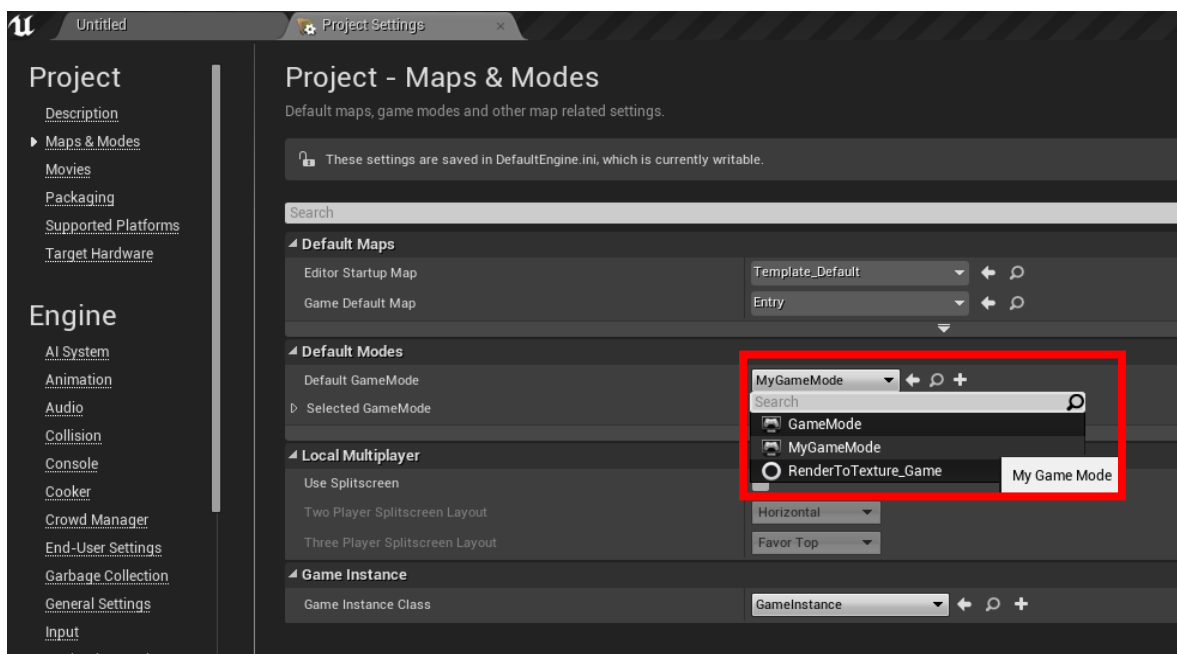 Untitled
Project Settings
Project
Description
Maps & Modes
Movies
Packaging
Supported Platforms
Target Hardware
Engine
AI System
Animation
Audio
Collision
Console
Cooker
Crowd Manager
End-User Settings
Garbage Collection
General Settings
Input
Project - Maps & Modes
Default maps, game modes and other map related settings.
These settings are saved in DefaultEngine.ini, which is currently writable.
Search
Default Maps
Editor Startup Map Template_Default
Game Default Map Entry
Default Modes
Default GameMode MyGameMode
Selected GameMode
Search
GameMode
MyGameMode
RenderToTexture_Game
My Game Mode
Local Multiplayer
Use Splitscreen
Two Player Splitscreen Layout Horizontal
Three Player Splitscreen Layout Favor Top
Game Instance
Game Instance Class GameInstance